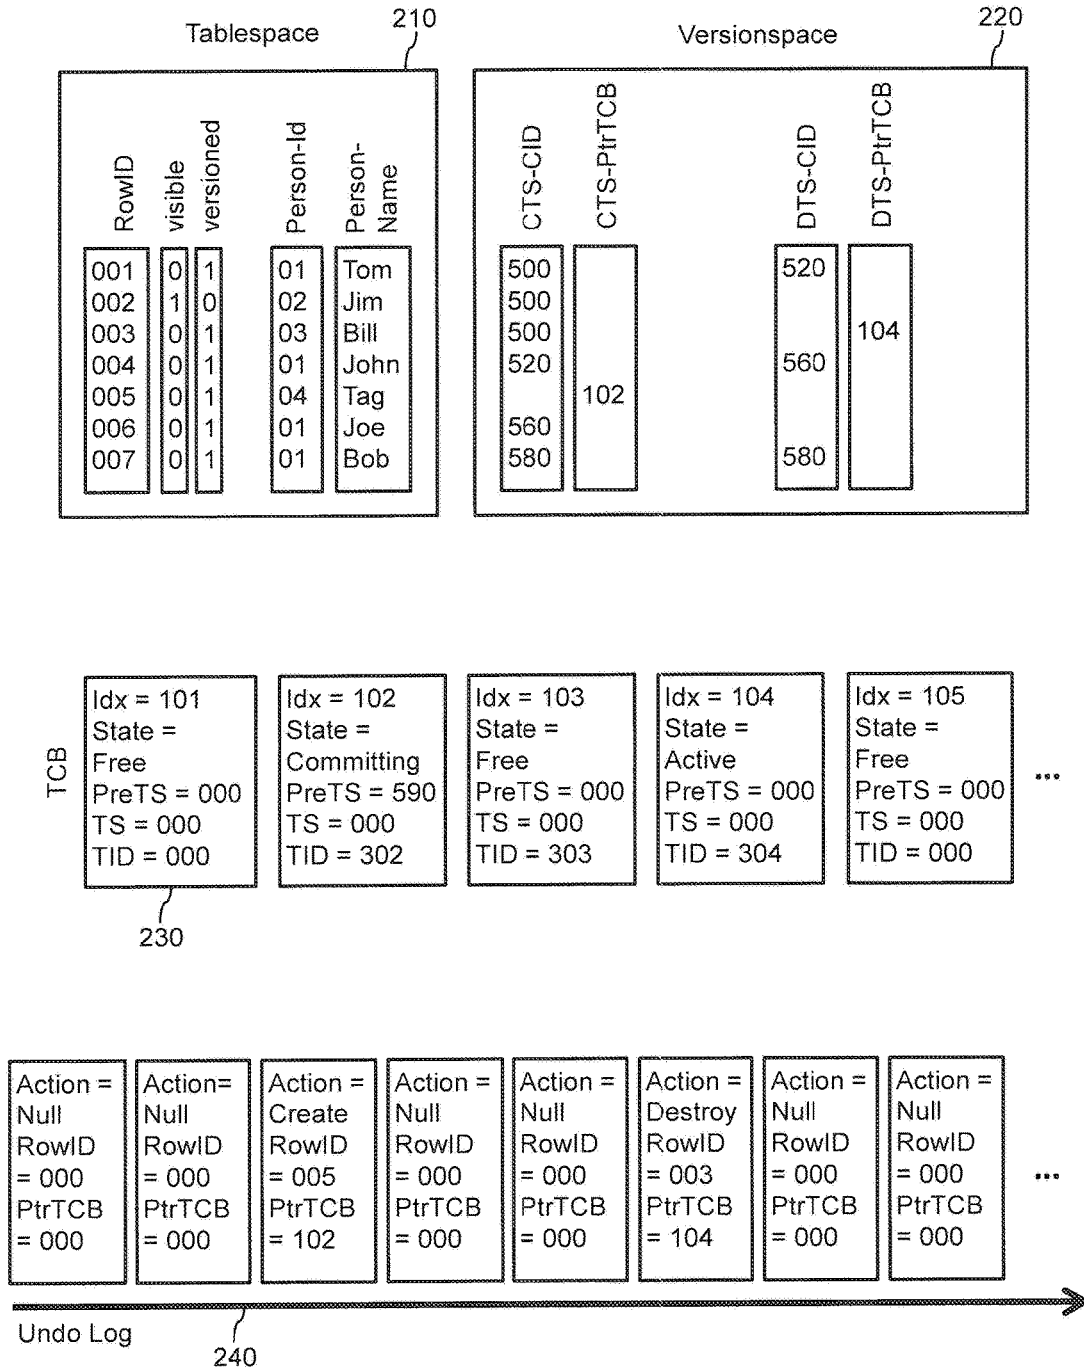 Tablespace
210
Versionspace
220
RowID visible versioned Person-Id Person-Name
CTS-CID CTS-PtrTCB DTS-CID DTS-PtrTCB
001 0 1 01 Tom 500 520
002 1 0 02 Jim 500
003 0 1 03 Bill 500 104
004 0 1 01 John 520 560
005 0 1 04 Tag 102
006 0 1 01 Joe 560
007 0 1 01 Bob 580 580
TCB
Idx = 101
State =
Free
PreTS = 000
TS = 000
TID = 000
Idx = 102
State =
Committing
PreTS = 590
TS = 000
TID = 302
Idx = 103
State =
Free
PreTS = 000
TS = 000
TID = 303
Idx = 104
State =
Active
PreTS = 000
TS = 000
TID = 304
Idx = 105
State =
Free
PreTS = 000
TS = 000
TID = 000
...
230
Action =
Null
RowID
= 000
PtrTCB
= 000
Action=
Null
RowID
= 000
PtrTCB
= 000
Action =
Create
RowID
= 005
PtrTCB
= 102
Action =
Null
RowID
= 000
PtrTCB
= 000
Action =
Null
RowID
= 000
PtrTCB
= 000
Action =
Destroy
RowID
= 003
PtrTCB
= 104
Action =
Null
RowID
= 000
PtrTCB
= 000
Action =
Null
RowID
= 000
PtrTCB
= 000
...
Undo Log
240